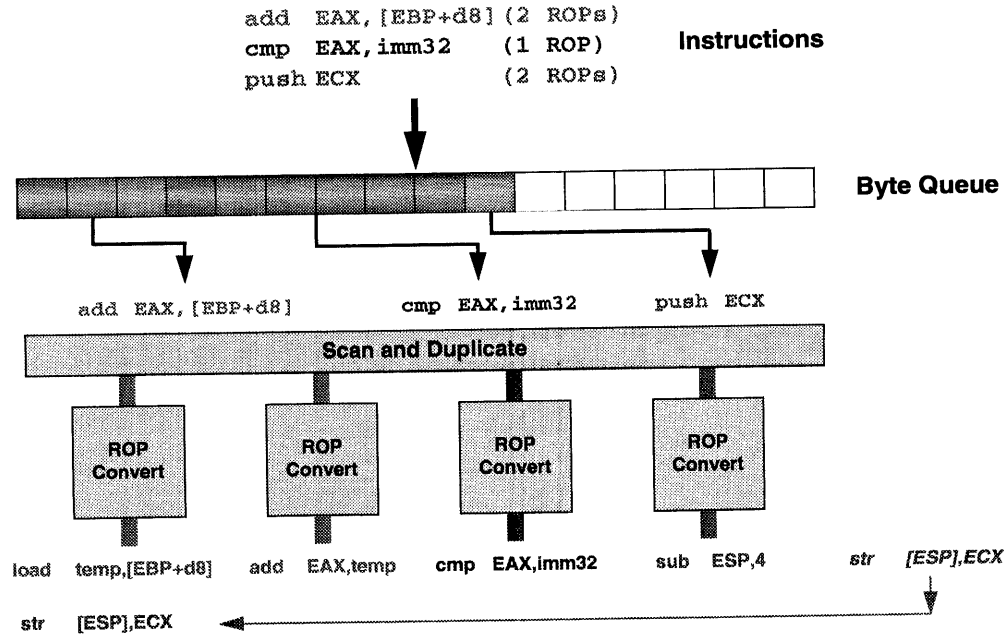 add EAX,[EBP+d8] (2 ROPs)
cmp EAX,imm32 (1 ROP)
push ECX (2 ROPs)
Instructions
Byte Queue
add EAX,[EBP+d8]
cmp EAX,imm32
push ECX
Scan and Duplicate
ROP
Convert
ROP
Convert
ROP
Convert
ROP
Convert
load temp,[EBP+d8]
add EAX,temp
cmp EAX,imm32
sub ESP,4
str [ESP],ECX
str [ESP],ECX